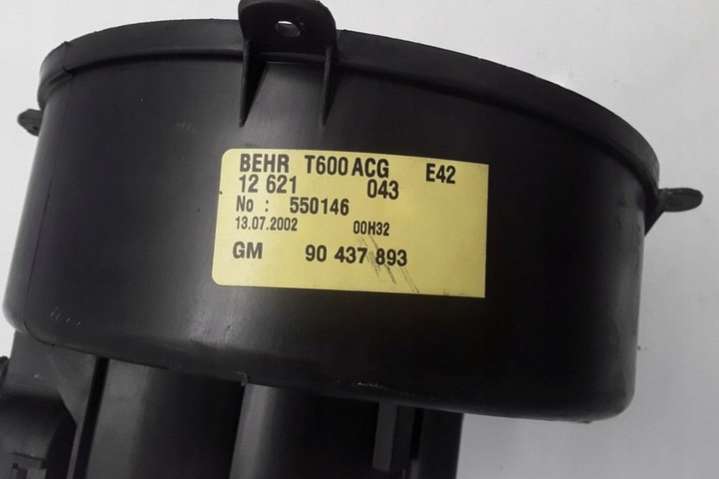 BEHR T600 ACG E42
12 621 043
No : 550146
13.07.2002 00H32
GM 90 437 893